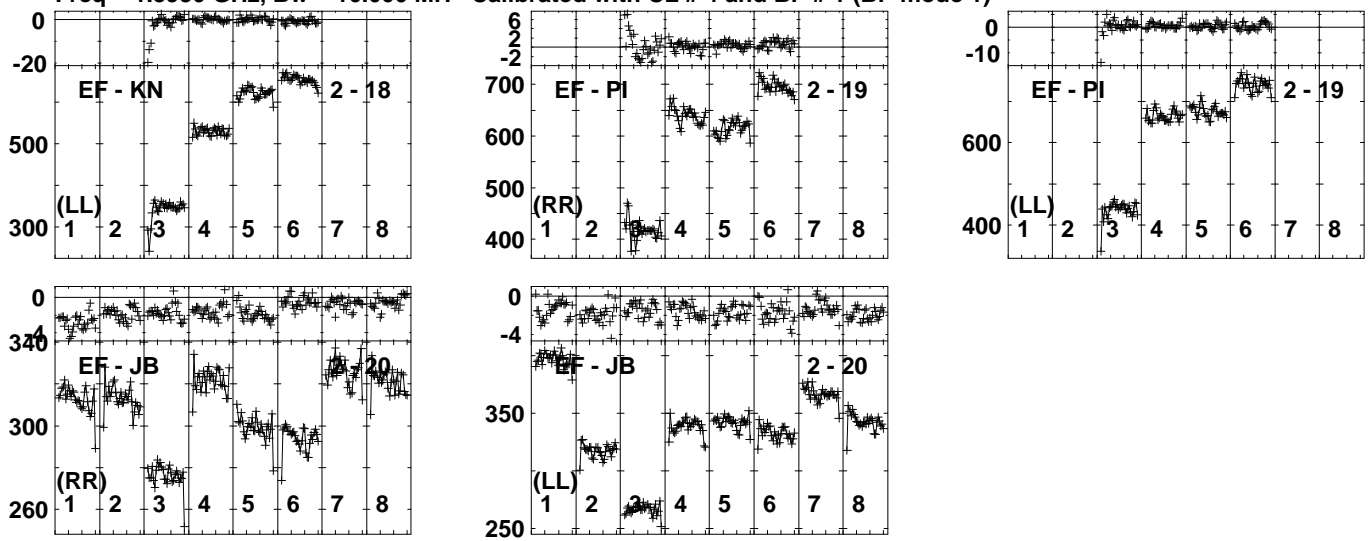 Freq = GHz, Bw = MH Calibrated with CL # and BP # (BP mode 1)
0
-20
EF - KN 2 - 18
500
300
(LL)
1 2 3 4 5 6 7 8
6
2
-2
EF - PI 2 - 19
700
600
500
400
(RR)
1 2 3 4 5 6 7 8
0
-10
EF - PI 2 - 19
600
400
(LL)
1 2 3 4 5 6 7 8
0
-4
340
EF - JB 2 - 20
300
260
(RR)
1 2 3 4 5 6 7 8
0
-4
EF - JB 2 - 20
350
250
(LL)
1 2 3 4 5 6 7 8